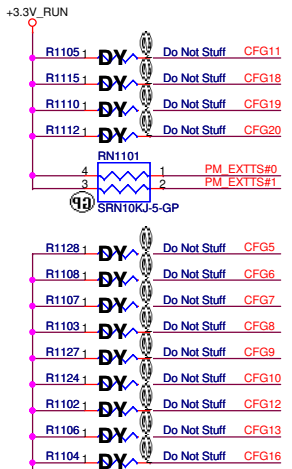 +3.3V_RUN
R1105 1 DY Do Not Stuff CFG11
R1115 1 DY Do Not Stuff CFG18
R1110 1 DY Do Not Stuff CFG19
R1112 1 DY Do Not Stuff CFG20
RN1101
4 1 PM_EXTTS#0
3 2 PM_EXTTS#1
SRN10KJ-5-GP
R1128 1 DY Do Not Stuff CFG5
R1108 1 DY Do Not Stuff CFG6
R1107 1 DY Do Not Stuff CFG7
R1103 1 DY Do Not Stuff CFG8
R1127 1 DY Do Not Stuff CFG9
R1124 1 DY Do Not Stuff CFG10
R1102 1 DY Do Not Stuff CFG12
R1106 1 DY Do Not Stuff CFG13
R1104 1 DY Do Not Stuff CFG16